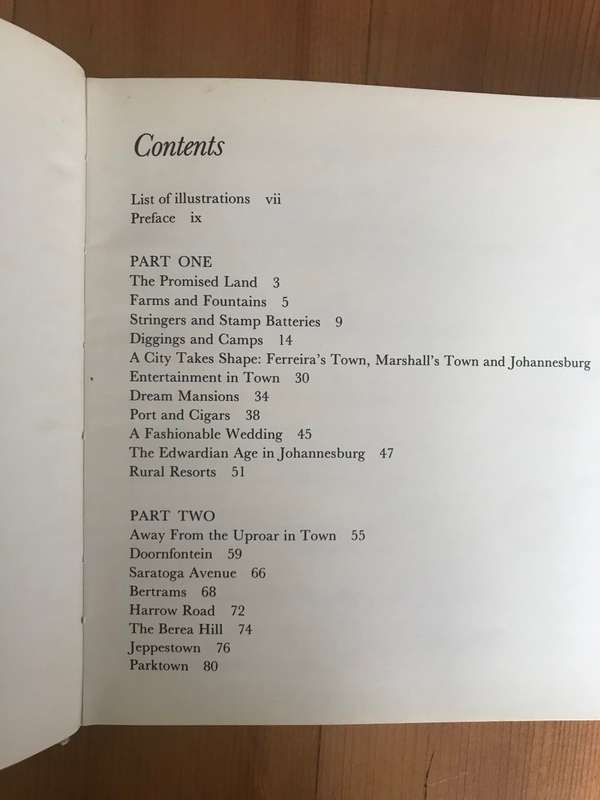 Contents
List of illustrations vii
Preface ix
PART ONE
The Promised Land 3
Farms and Fountains 5
Stringers and Stamp Batteries 9
Diggings and Camps 14
A City Takes Shape: Ferreira's Town, Marshall's Town and Johannesburg
Entertainment in Town 30
Dream Mansions 34
Port and Cigars 38
A Fashionable Wedding 45
The Edwardian Age in Johannesburg 47
Rural Resorts 51
PART TWO
Away From the Uproar in Town 55
Doornfontein 59
Saratoga Avenue 66
Bertrams 68
Harrow Road 72
The Berea Hill 74
Jeppestown 76
Parktown 80